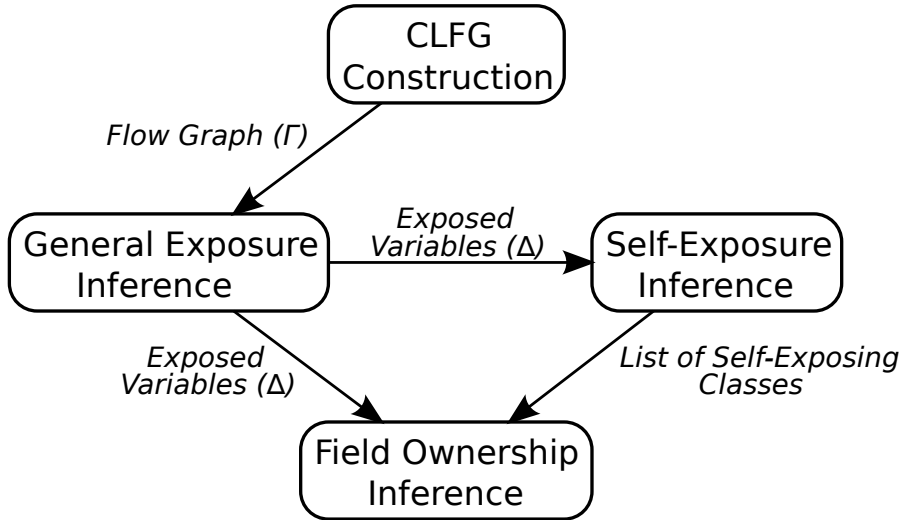 CLFG
Construction
Flow Graph (Γ)
General Exposure
Inference
Exposed
Variables (Δ)
Self-Exposure
Inference
Exposed
Variables (Δ)
List of Self-Exposing
Classes
Field Ownership
Inference